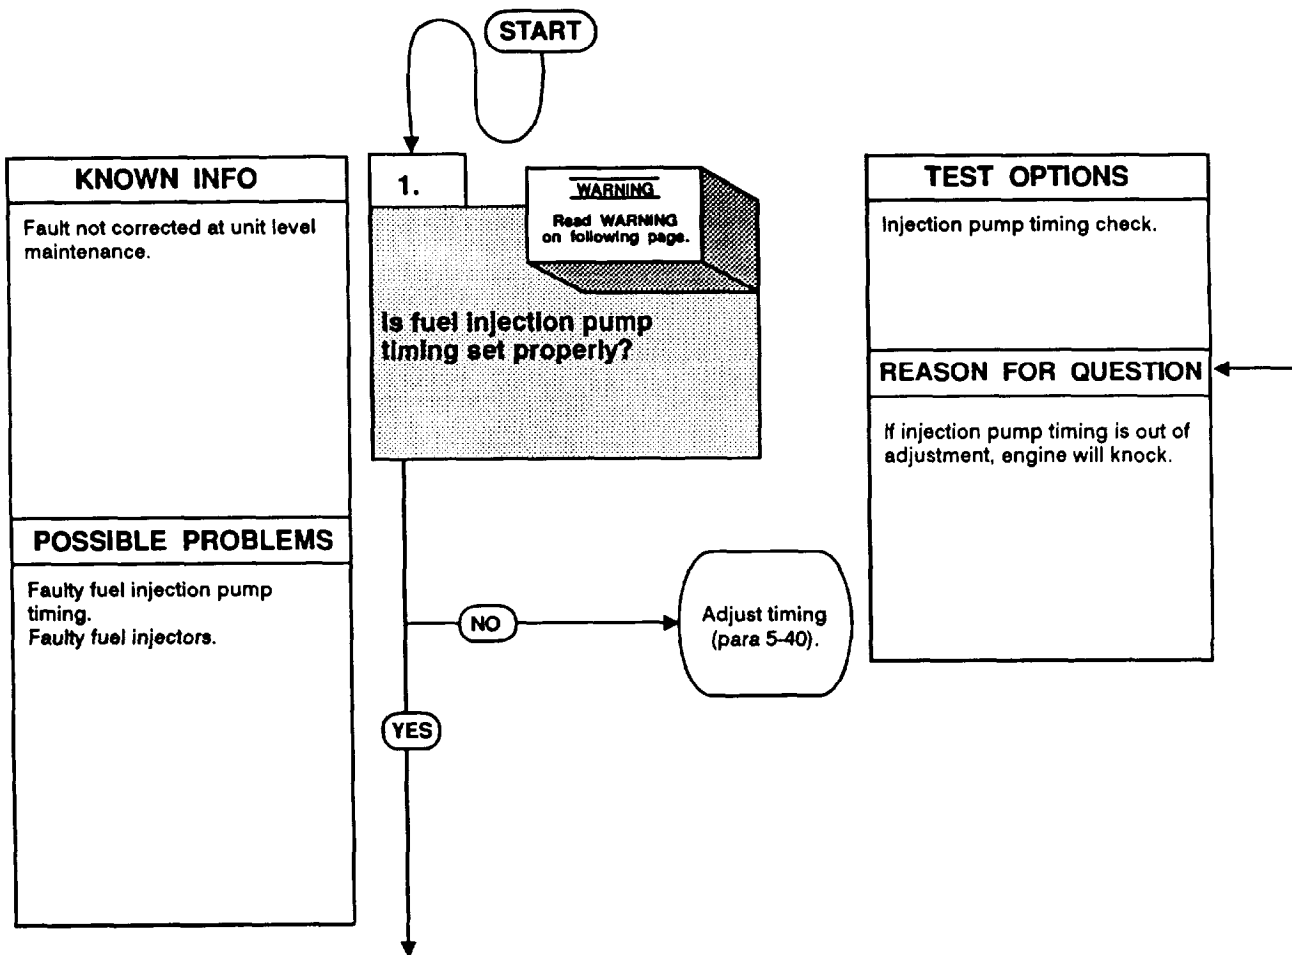 START
KNOWN INFO
Fault not corrected at unit level
maintenance.
POSSIBLE PROBLEMS
Faulty fuel injection pump
timing.
Faulty fuel injectors.
1.
WARNING
Read WARNING
on following page.
Is fuel injection pump
timing set properly?
NO
Adjust timing
(para 5-40).
YES
TEST OPTIONS
Injection pump timing check.
REASON FOR QUESTION
If injection pump timing is out of
adjustment, engine will knock.